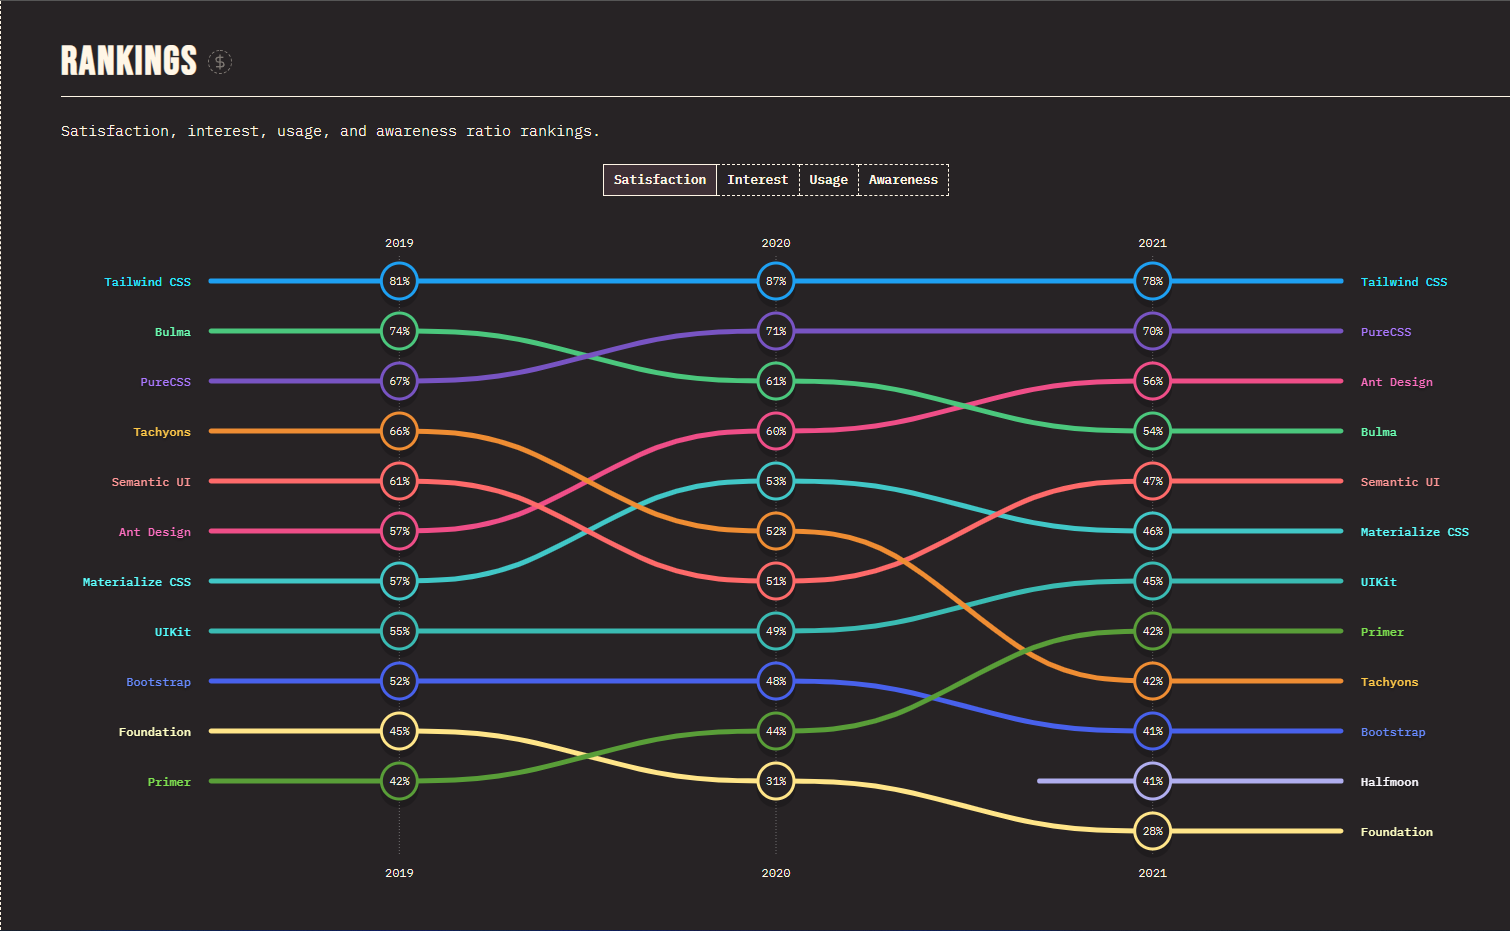 RANKINGS $
Satisfaction, interest, usage, and awareness ratio rankings.
Satisfaction Interest Usage Awareness
2019 2020 2021
Tailwind CSS 81% 87% 78% Tailwind CSS
Bulma 74% 71% 70% PureCSS
PureCSS 67% 61% 56% Ant Design
Tachyons 66% 60% 54% Bulma
Semantic UI 61% 53% 47% Semantic UI
Ant Design 57% 52% 46% Materialize CSS
Materialize CSS 57% 51% 45% UIKit
UIKit 55% 49% 42% Primer
Bootstrap 52% 48% 42% Tachyons
Foundation 45% 44% 41% Bootstrap
Primer 42% 31% 41% Halfmoon
28% Foundation
2019 2020 2021